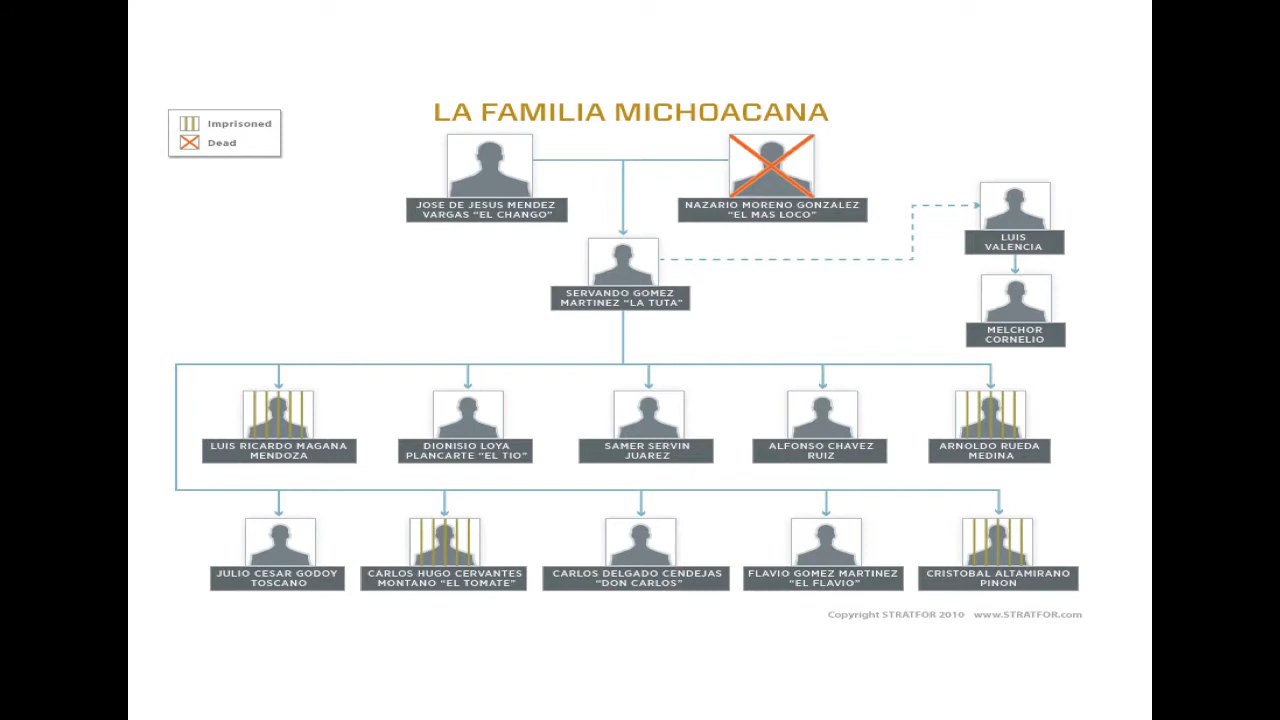 LA FAMILIA MICHOACANA
Imprisoned
Dead
JOSE DE JESUS MENDEZ
VARGAS "EL CHANGO"
NAZARIO MORENO GONZALEZ
"EL MAS LOCO"
LUIS
VALENCIA
SERVANDO GOMEZ
MARTINEZ "LA TUTA"
MELCHOR
CORNELIO
LUIS RICARDO MAGANA
MENDOZA
DIONISIO LOYA
PLANCARTE "EL TIO"
SAMER SERVIN
JUAREZ
ALFONSO CHAVEZ
RUIZ
ARNOLDO RUEDA
MEDINA
JULIO CESAR GODOY
TOSCANO
CARLOS HUGO CERVANTES
MONTANO "EL TOMATE"
CARLOS DELGADO CENDEJAS
"DON CARLOS"
FLAVIO GOMEZ MARTINEZ
"EL FLAVIO"
CRISTOBAL ALTAMIRANO
PINON
Copyright STRATFOR 2010 www.STRATFOR.com